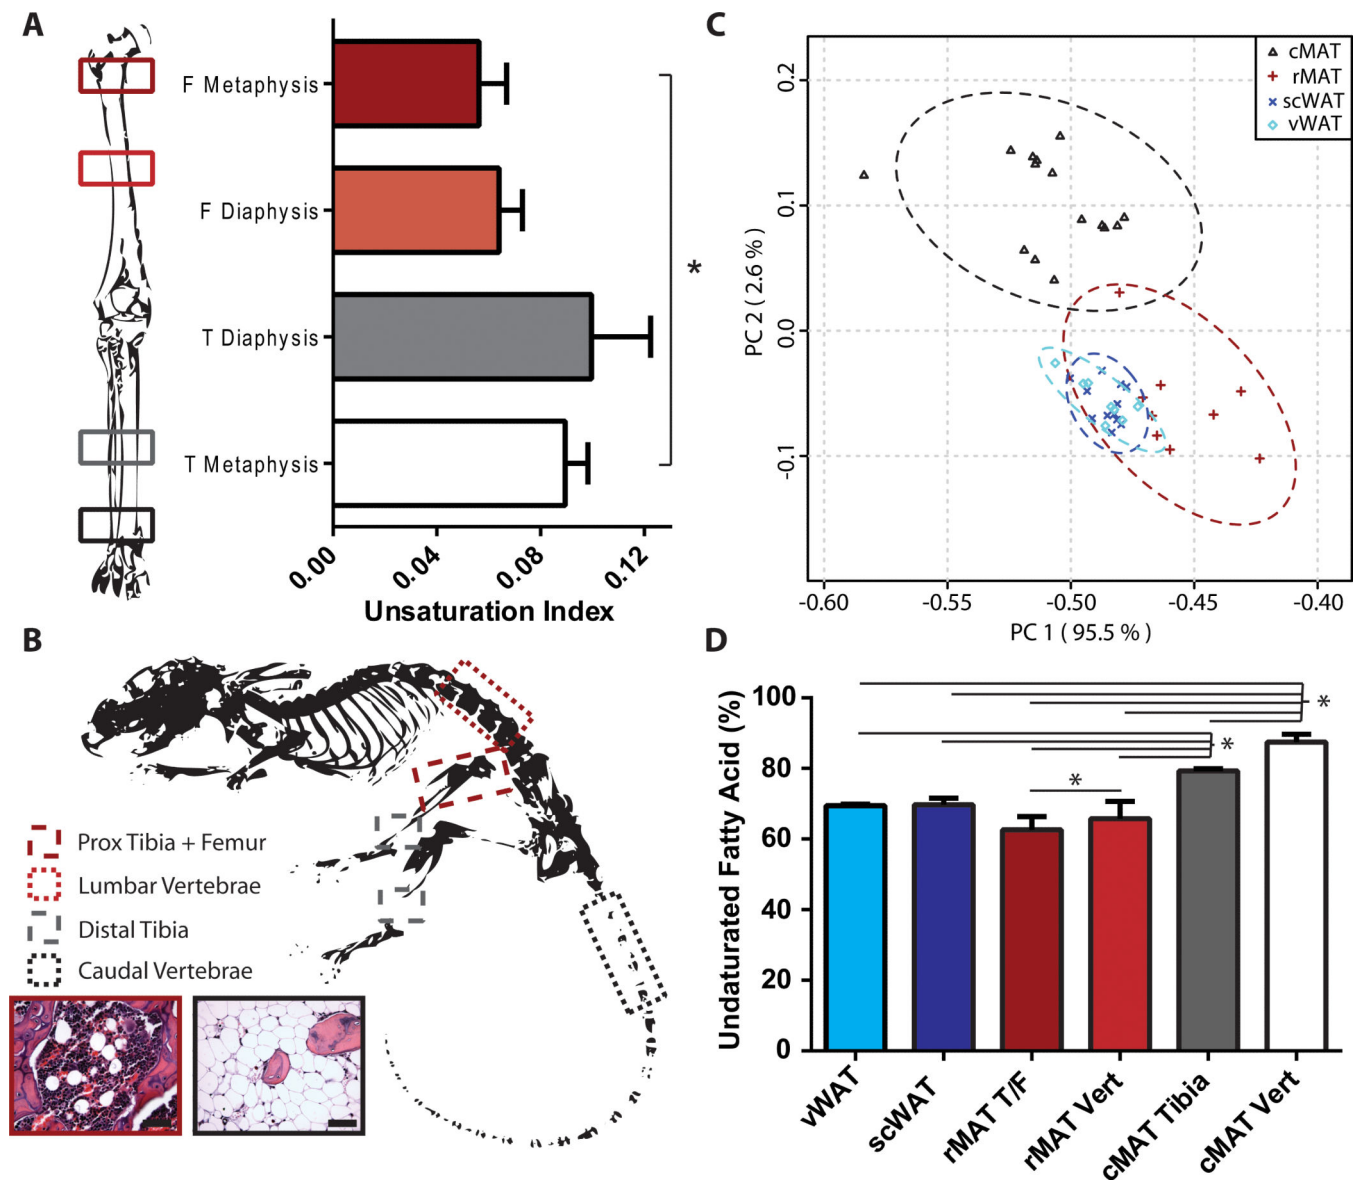 A
F Metaphysis
F Diaphysis
T Diaphysis
T Metaphysis
*
0.00
0.04
0.08
0.12
Unsaturation Index
B
Prox Tibia + Femur
Lumbar Vertebrae
Distal Tibia
Caudal Vertebrae
C
cMAT
rMAT
scWAT
vWAT
0.2
0.1
0.0
-0.1
PC 2 ( 2.6 % )
-0.60
-0.55
-0.50
-0.45
-0.40
PC 1 ( 95.5 % )
D
100
80
60
40
20
0
Undaturated Fatty Acid (%)
*
*
*
vWAT
scWAT
rMAT T/F
rMAT Vert
cMAT Tibia
cMAT Vert